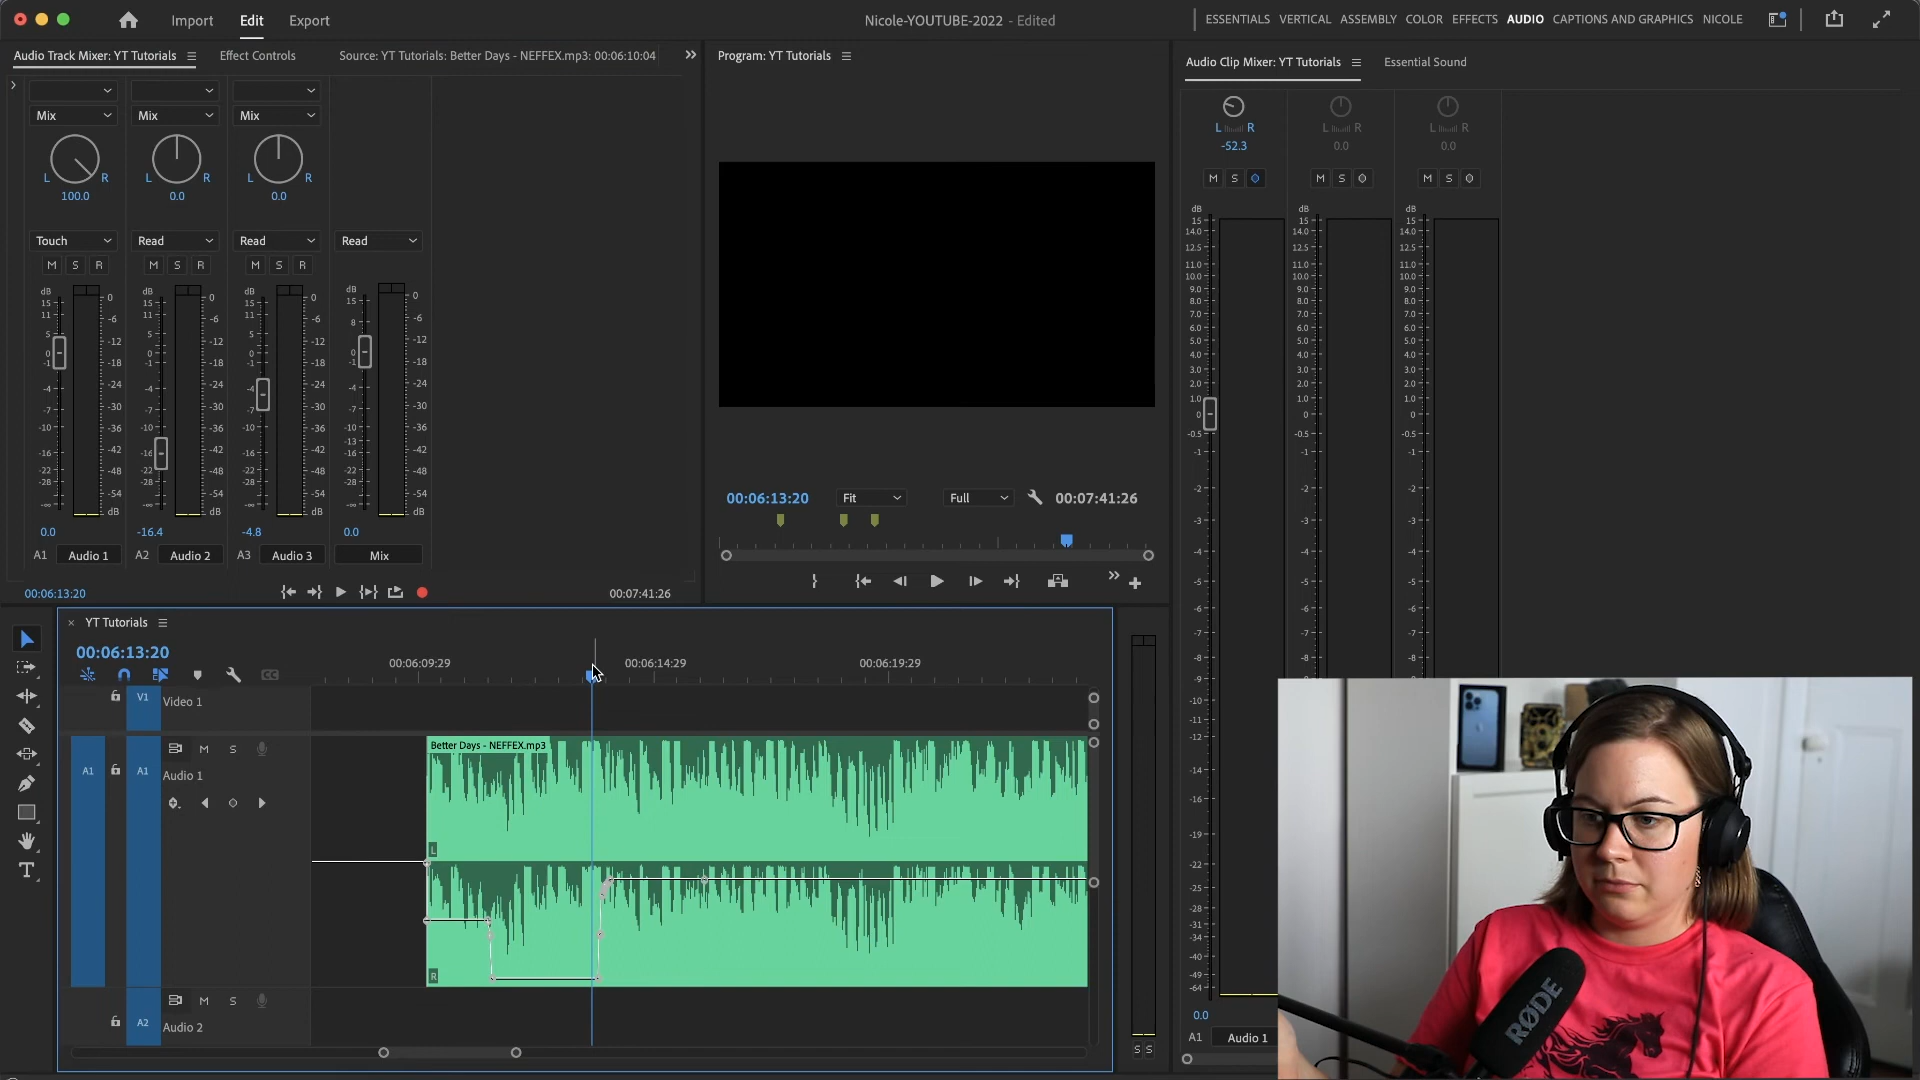 Import Edit Export
Nicole-YOUTUBE-2022 - Edited
ESSENTIALS VERTICAL ASSEMBLY COLOR EFFECTS AUDIO CAPTIONS AND GRAPHICS NICOLE
Audio Track Mixer: YT Tutorials Effect Controls Source: YT Tutorials: Better Days - NEFFEX.mp3: 00:06:10:04
Program: YT Tutorials
Audio Clip Mixer: YT Tutorials Essential Sound
Mix Mix Mix
L R L R L R
100.0 0.0 0.0
L R L R L R
-52.3 0.0 0.0
M S M S M S
Touch Read Read Read
M S R M S R M S R
dB dB dB dB
0.0 -16.4 -4.8 0.0
A1 Audio 1 A2 Audio 2 A3 Audio 3 Mix
00:06:13:20 00:07:41:26
00:06:13:20 Fit Full 00:07:41:26
YT Tutorials
00:06:13:20
00:06:09:29 00:06:14:29 00:06:19:29
V1 Video 1
Better Days - NEFFEX.mp3
M S
A1 A1 Audio 1
L
R
M S
A2 Audio 2
S S
0.0
A1 Audio 1
RØDE